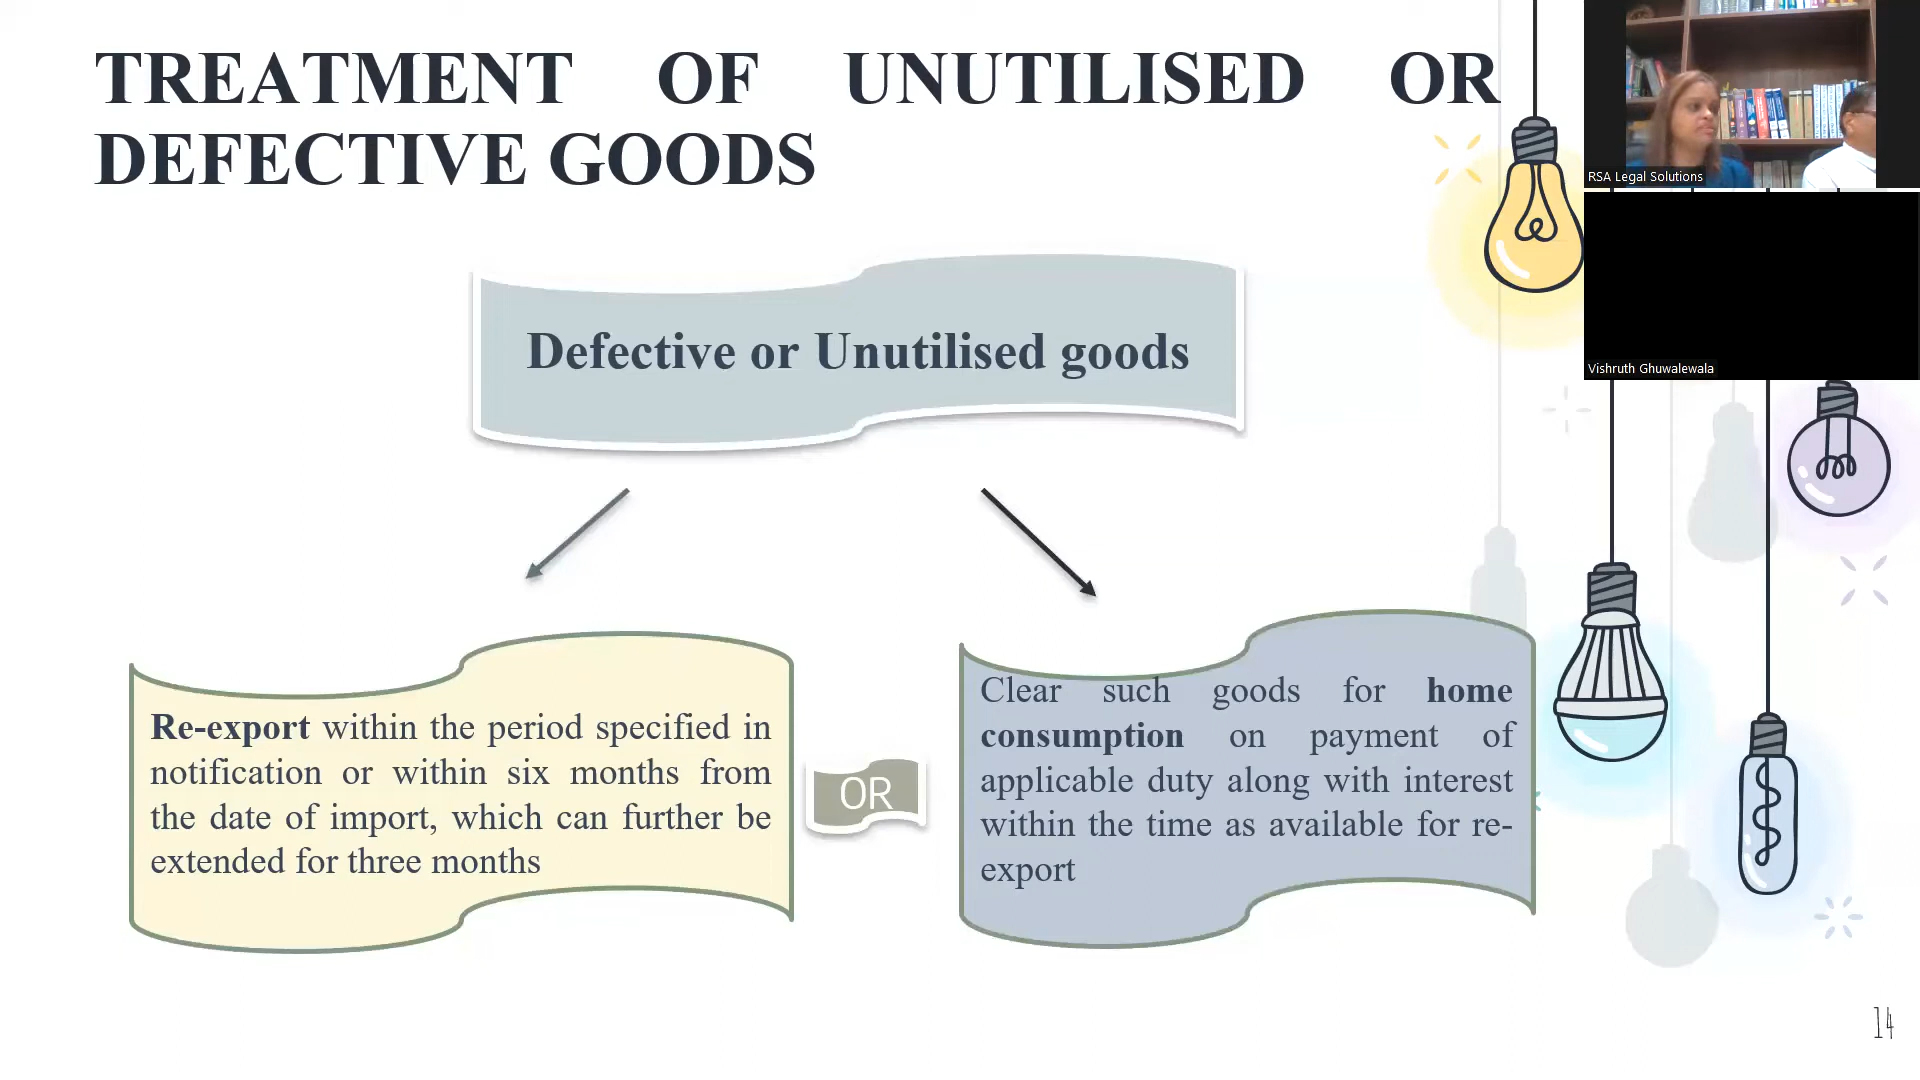 TREATMENT OF UNUTILISED OR
DEFECTIVE GOODS
RSA Legal Solutions
Vishruth Ghuwalewala
Defective or Unutilised goods
Re-export within the period specified in
notification or within six months from
the date of import, which can further be
extended for three months
OR
Clear such goods for home
consumption on payment of
applicable duty along with interest
within the time as available for re-
export
14